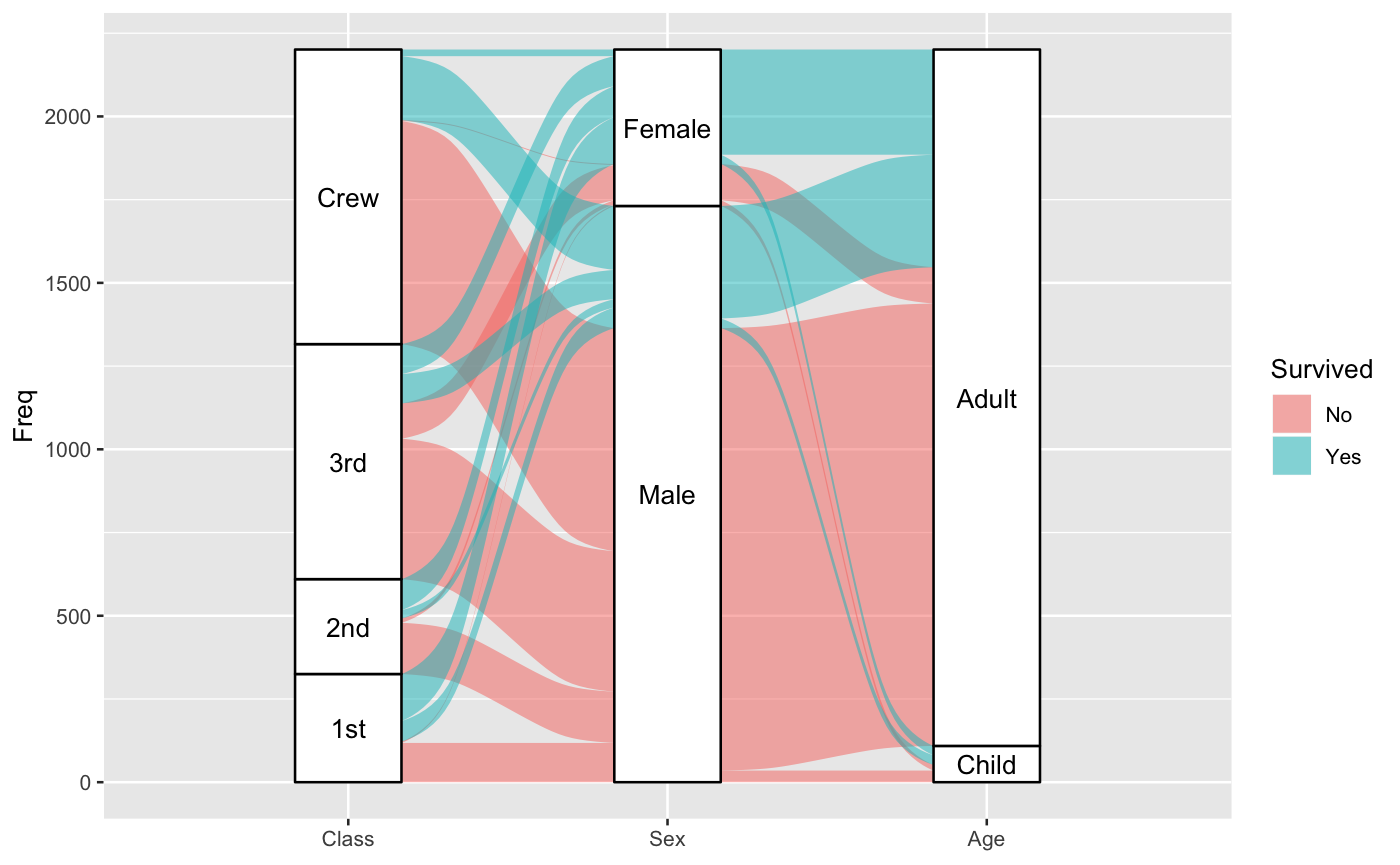 Freq
2000
1500
1000
500
0
Crew
3rd
2nd
1st
Female
Male
Adult
Child
Class
Sex
Age
Survived
No
Yes